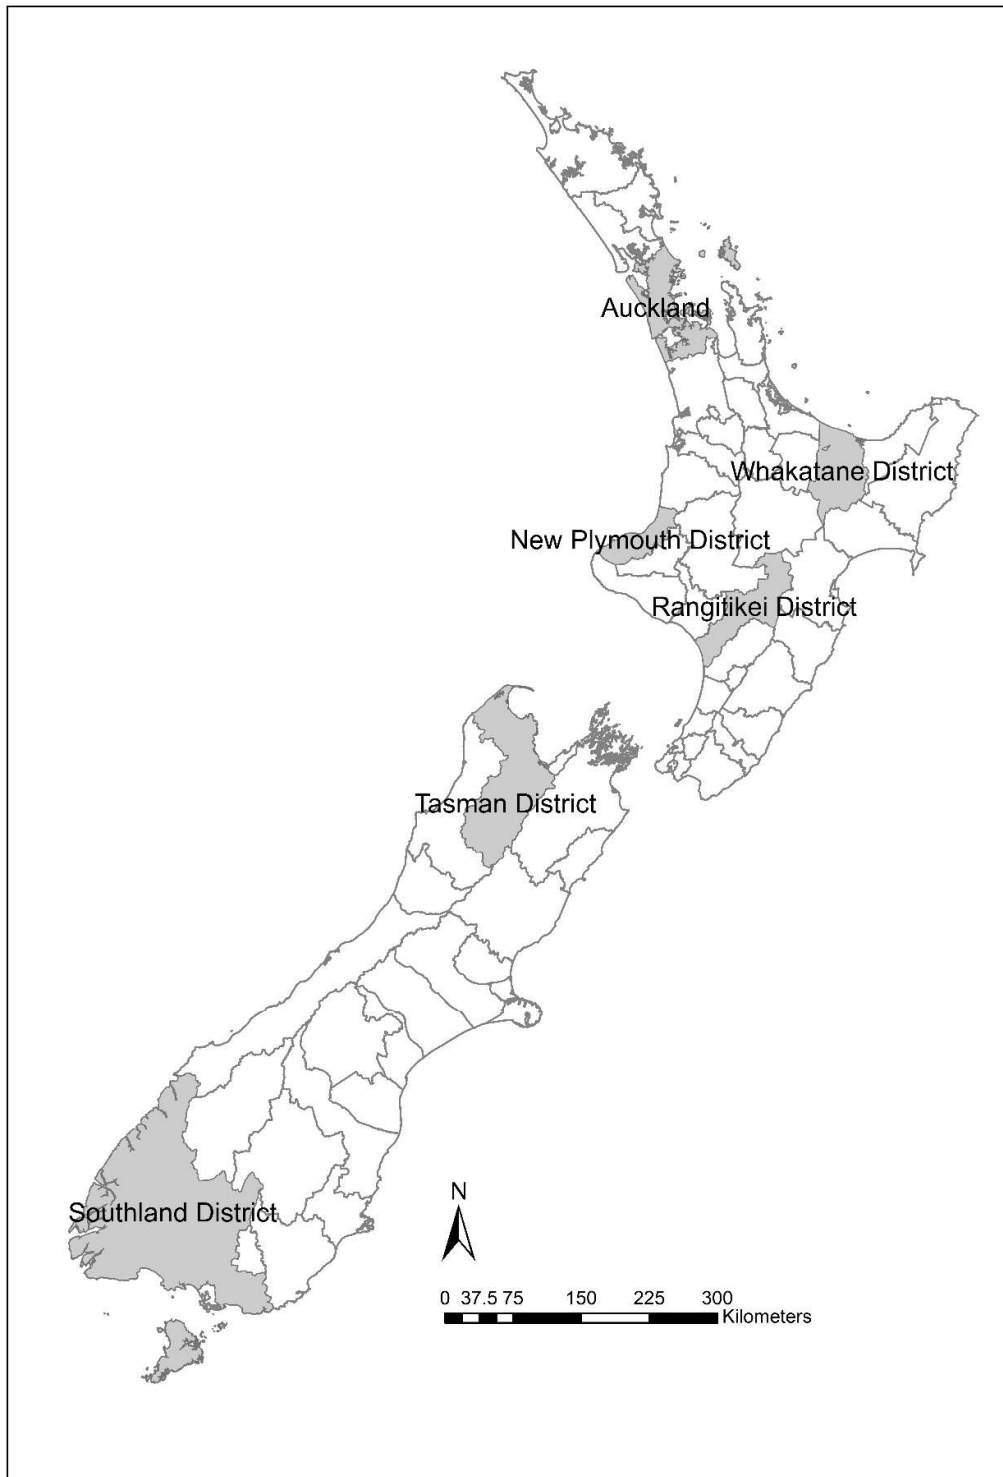 Auckland
Whakatane District
New Plymouth District
Rangitikei District
Tasman District
Southland District
N
0 37.5 75 150 225 300
Kilometers